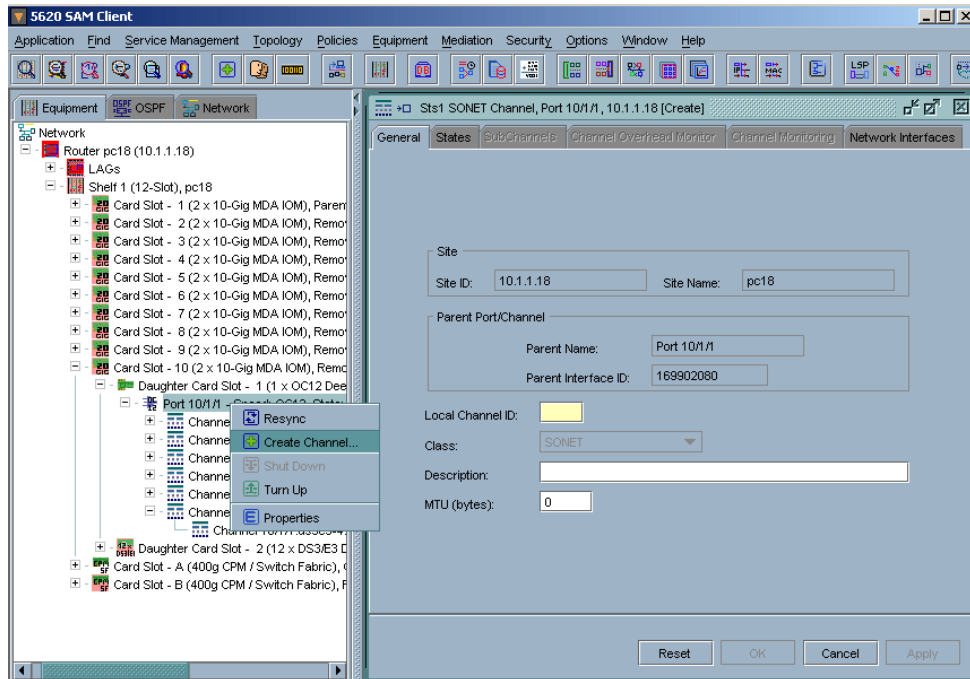 5620 SAM Client
Application Find Service Management Topology Policies Equipment Mediation Security Options Window Help
Equipment OSPF Network
Network
Router pc18 (10.1.1.18)
LAGs
Shelf 1 (12-Slot), pc18
Card Slot - 1 (2 x 10-Gig MDA IOM), Paren
Card Slot - 2 (2 x 10-Gig MDA IOM), Remo
Card Slot - 3 (2 x 10-Gig MDA IOM), Remo
Card Slot - 4 (2 x 10-Gig MDA IOM), Remo
Card Slot - 5 (2 x 10-Gig MDA IOM), Remo
Card Slot - 6 (2 x 10-Gig MDA IOM), Remo
Card Slot - 7 (2 x 10-Gig MDA IOM), Remo
Card Slot - 8 (2 x 10-Gig MDA IOM), Remo
Card Slot - 9 (2 x 10-Gig MDA IOM), Remo
Card Slot - 10 (2 x 10-Gig MDA IOM), Remo
Daughter Card Slot - 1 (1 x OC12 Dee
Port 10/1/1 -
Channe
Channe
Channe
Channe
Channe
Channe
Daughter Card Slot - 2 (12 x DS3/E3 D
Card Slot - A (400g CPM / Switch Fabric),
Card Slot - B (400g CPM / Switch Fabric),
Resync
Create Channel...
Shut Down
Turn Up
Properties
Sts1 SONET Channel, Port 10/1/1, 10.1.1.18 [Create]
General States SubChannels Channel Overhead Monitor Channel Monitoring Network Interfaces
Site
Site ID: 10.1.1.18 Site Name: pc18
Parent Port/Channel
Parent Name: Port 10/1/1
Parent Interface ID: 169902080
Local Channel ID:
Class: SONET
Description:
MTU (bytes): 0
Reset OK Cancel Apply